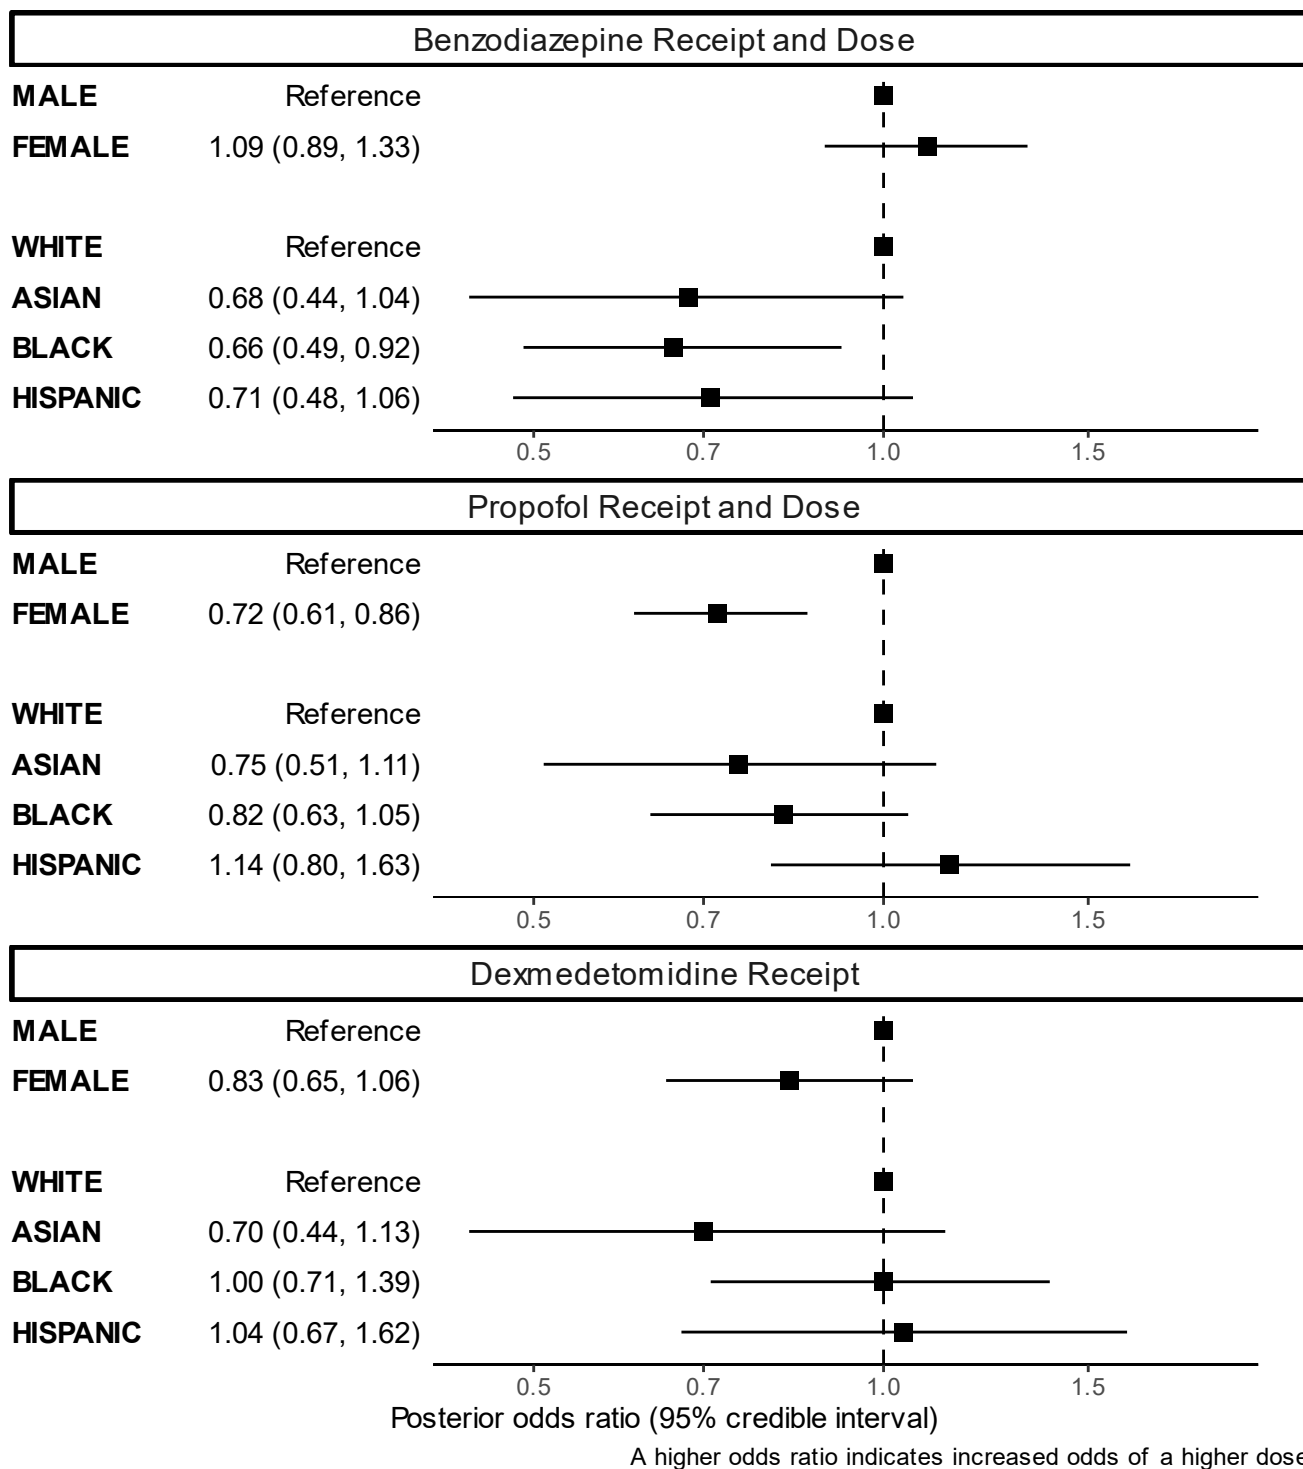 Benzodiazepine Receipt and Dose
MALE Reference
FEMALE 1.09 (0.89, 1.33)
WHITE Reference
ASIAN 0.68 (0.44, 1.04)
BLACK 0.66 (0.49, 0.92)
HISPANIC 0.71 (0.48, 1.06)
0.5 0.7 1.0 1.5
Propofol Receipt and Dose
MALE Reference
FEMALE 0.72 (0.61, 0.86)
WHITE Reference
ASIAN 0.75 (0.51, 1.11)
BLACK 0.82 (0.63, 1.05)
HISPANIC 1.14 (0.80, 1.63)
0.5 0.7 1.0 1.5
Dexmedetomidine Receipt
MALE Reference
FEMALE 0.83 (0.65, 1.06)
WHITE Reference
ASIAN 0.70 (0.44, 1.13)
BLACK 1.00 (0.71, 1.39)
HISPANIC 1.04 (0.67, 1.62)
0.5 0.7 1.0 1.5
Posterior odds ratio (95% credible interval)
A higher odds ratio indicates increased odds of a higher dose